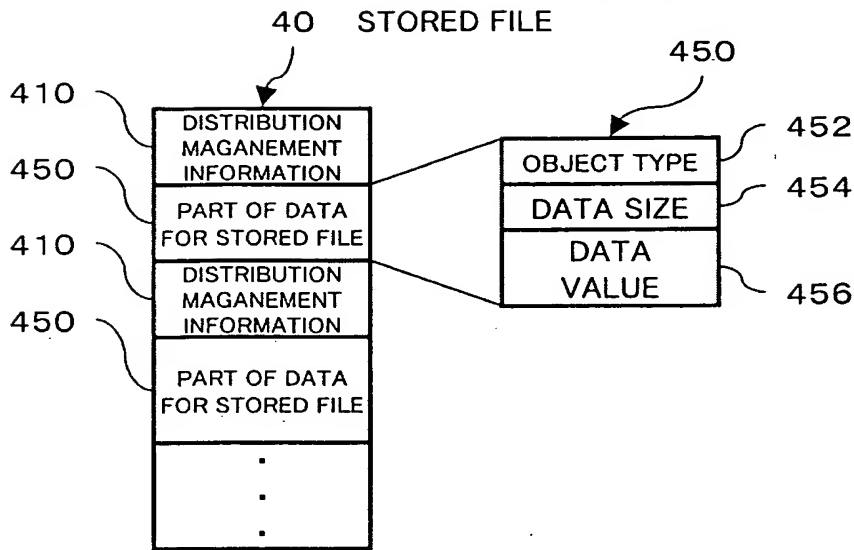 40 STORED FILE
450
410
DISTRIBUTION
MAGANEMENT
INFORMATION
450
PART OF DATA
FOR STORED FILE
410
DISTRIBUTION
MAGANEMENT
INFORMATION
450
PART OF DATA
FOR STORED FILE
OBJECT TYPE
452
DATA SIZE
454
DATA
VALUE
456